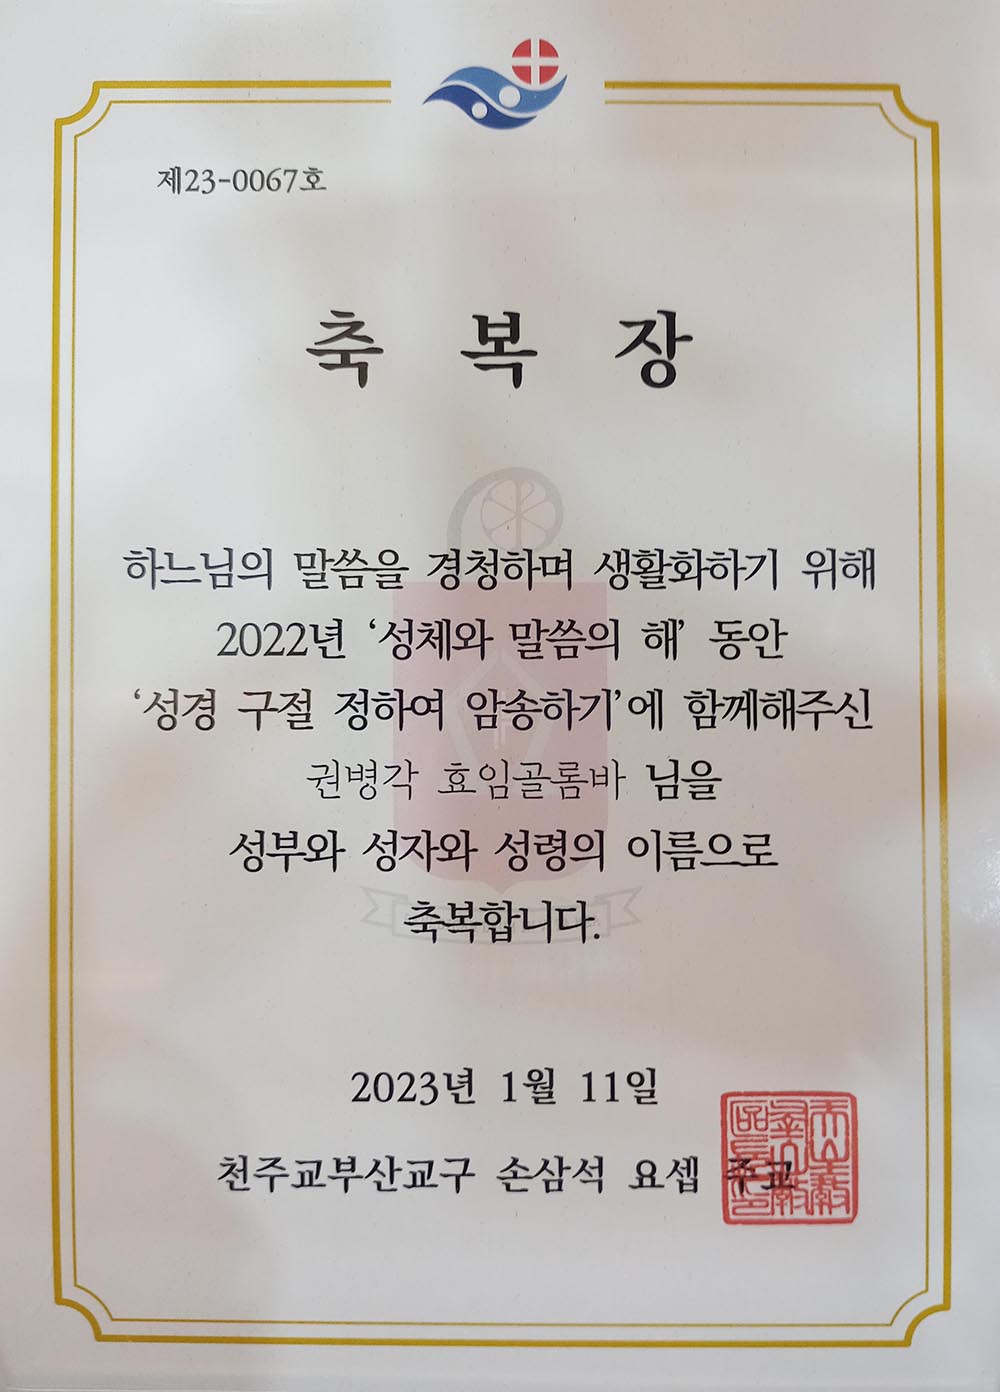 제23-0067호
축 복 장
하느님의 말씀을 경청하며 생활화하기 위해
2022년 ‘성체와 말씀의 해’ 동안
‘성경 구절 정하여 암송하기’에 함께해주신
권병각 효임골롬바 님을
성부와 성자와 성령의 이름으로
축복합니다.
2023년 1월 11일
천주교부산교구 손삼석 요셉 주교